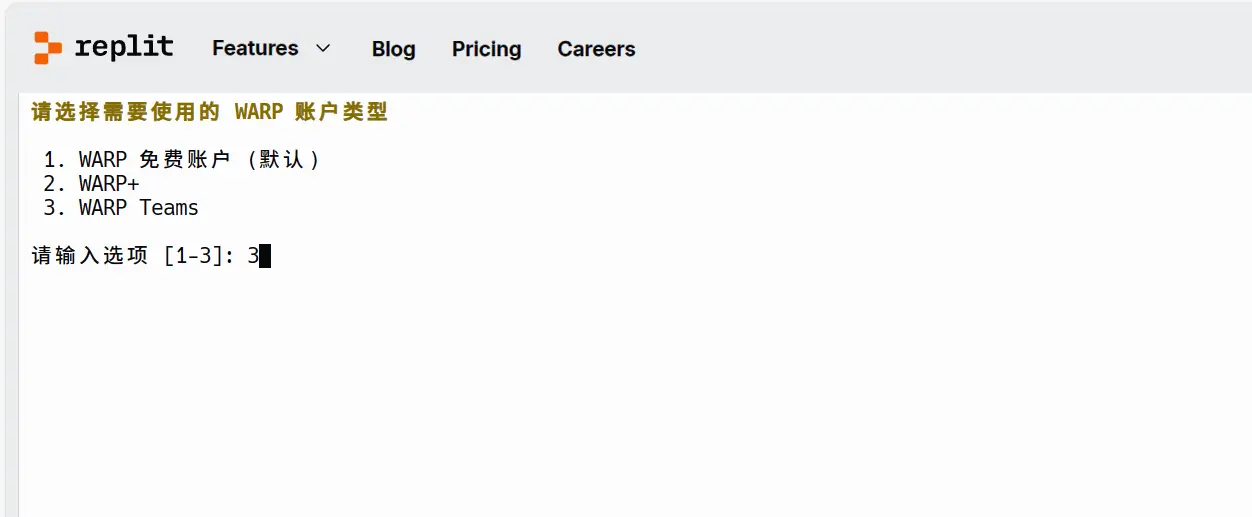 replit Features Blog Pricing Careers
请选择需要使用的 WARP 账户类型
1. WARP 免费账户 (默认)
2. WARP+
3. WARP Teams
请输入选项 [1-3]: 3